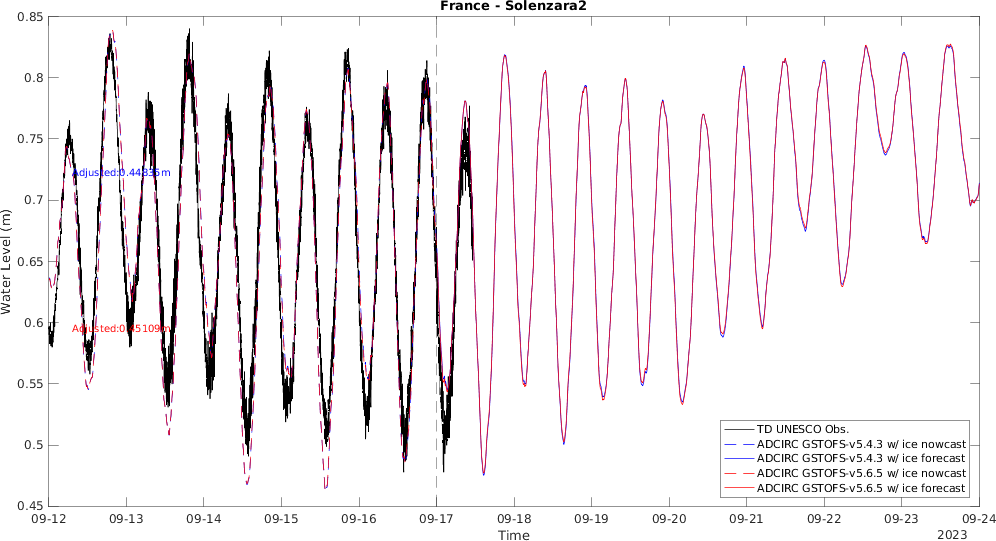 France - Solenzara2
0.85
0.8
0.75
0.7
0.65
0.6
0.55
0.5
0.45
Water Level (m)
Adjusted:0.44335m
Adjusted:0.45109m
TD UNESCO Obs.
ADCIRC GSTOFS-v5.4.3 w/ ice nowcast
ADCIRC GSTOFS-v5.4.3 w/ ice forecast
ADCIRC GSTOFS-v5.6.5 w/ ice nowcast
ADCIRC GSTOFS-v5.6.5 w/ ice forecast
09-12 09-13 09-14 09-15 09-16 09-17 09-18 09-19 09-20 09-21 09-22 09-23 09-24
Time
2023